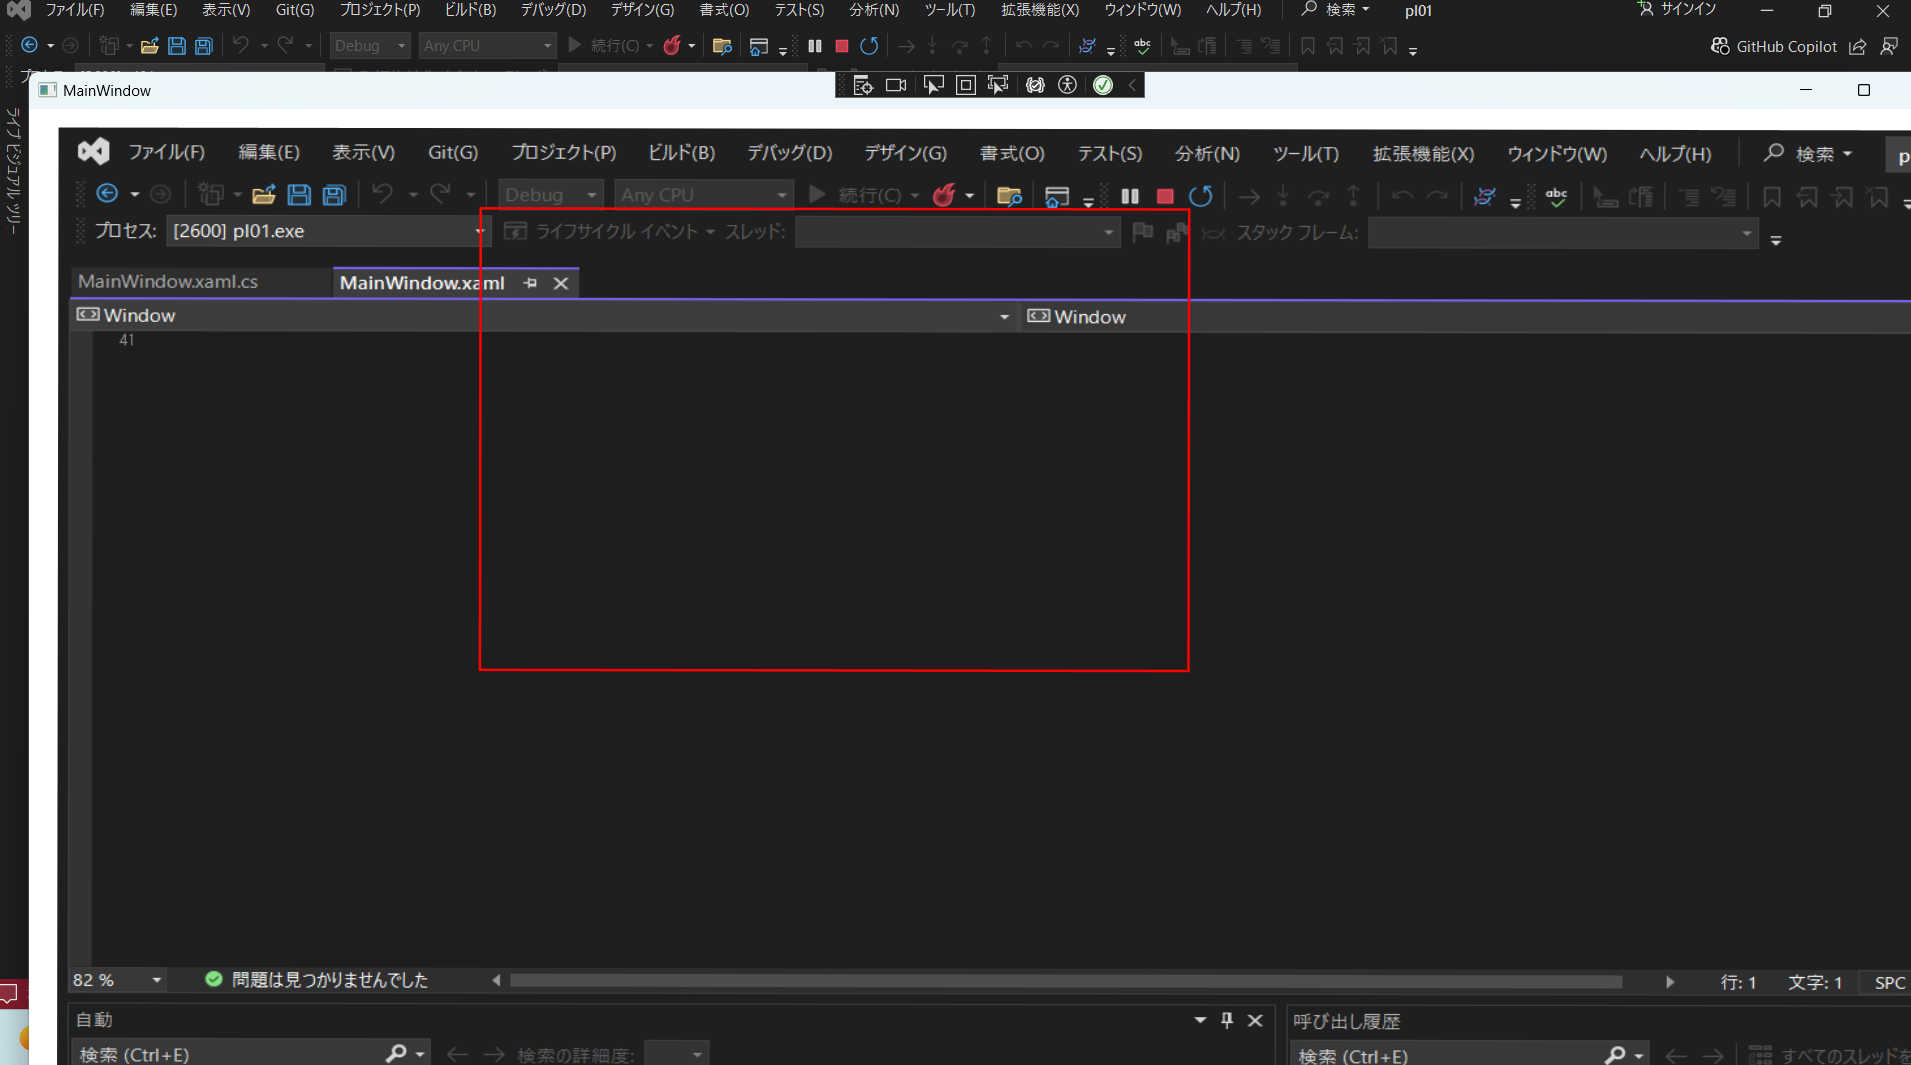 ファイル(F) 編集(E) 表示(V) Git(G) プロジェクト(P) ビルド(B) デバッグ(D) デザイン(G) 書式(O) テスト(S) 分析(N) ツール(T) 拡張機能(X) ウィンドウ(W) ヘルプ(H) 検索 pl01 サインイン
Debug Any CPU 続行(C) abc GitHub Copilot
MainWindow
ライブ ビジュアル ツリー
ファイル(F) 編集(E) 表示(V) Git(G) プロジェクト(P) ビルド(B) デバッグ(D) デザイン(G) 書式(O) テスト(S) 分析(N) ツール(T) 拡張機能(X) ウィンドウ(W) ヘルプ(H) 検索 p
Debug Any CPU 続行(C) abc
プロセス: [2600] pl01.exe ライフサイクル イベント スレッド: スタック フレーム:
MainWindow.xaml.cs MainWindow.xaml
Window Window
41
82 % 問題は見つかりませんでした 行: 1 文字: 1 SPC
自動 呼び出し履歴
検索 (Ctrl+E) 検索の詳細度: 検索 (Ctrl+E) すべてのスレッドを